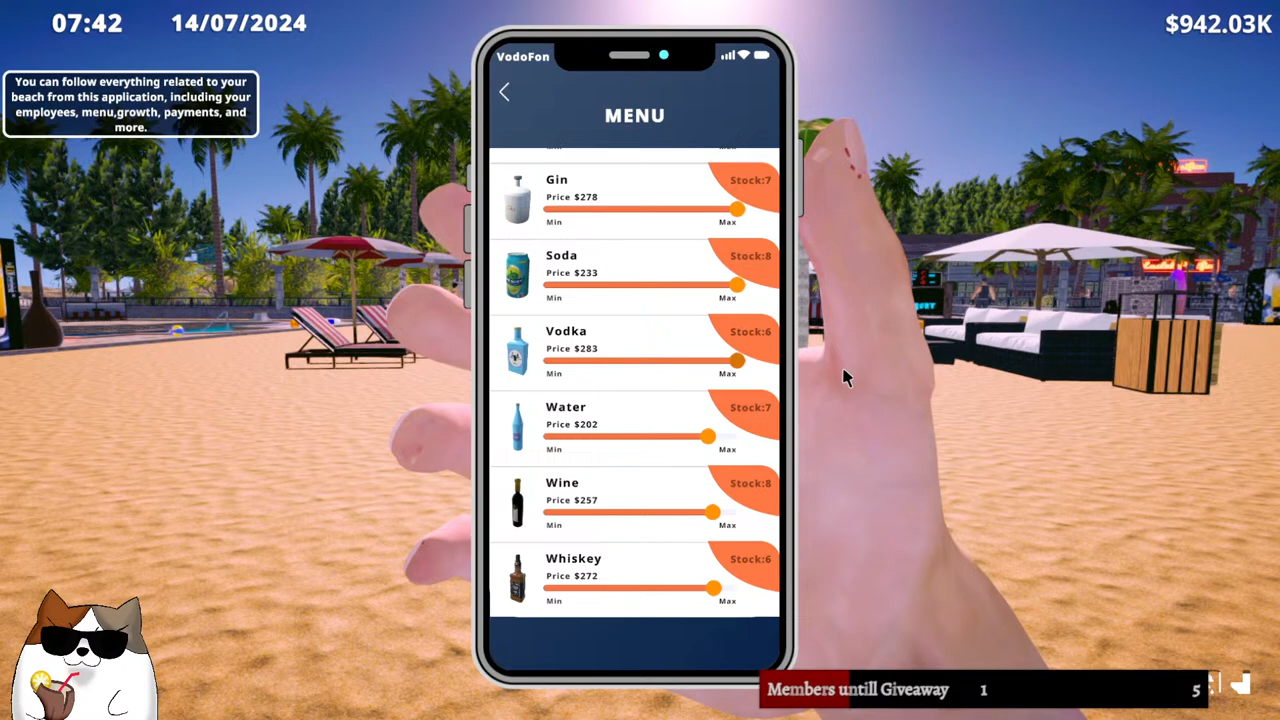 07:42
14/07/2024
$942.03K
You can follow everything related to your
beach from this application, including your
employees, menu,growth, payments, and
more.
VodoFon
MENU
Gin
Stock:7
Price $278
Min
Max
Soda
Stock:8
Price $233
Min
Max
Vodka
Stock:6
Price $283
Min
Max
Water
Stock:7
Price $202
Min
Max
Wine
Stock:8
Price $257
Min
Max
Whiskey
Stock:6
Price $272
Min
Max
Members untill Giveaway
1
5